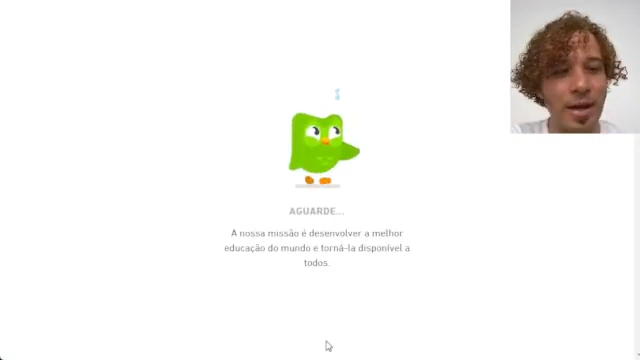 AGUARDE...
A nossa missão é desenvolver a melhor
educação do mundo e torná-la disponível a
todos.